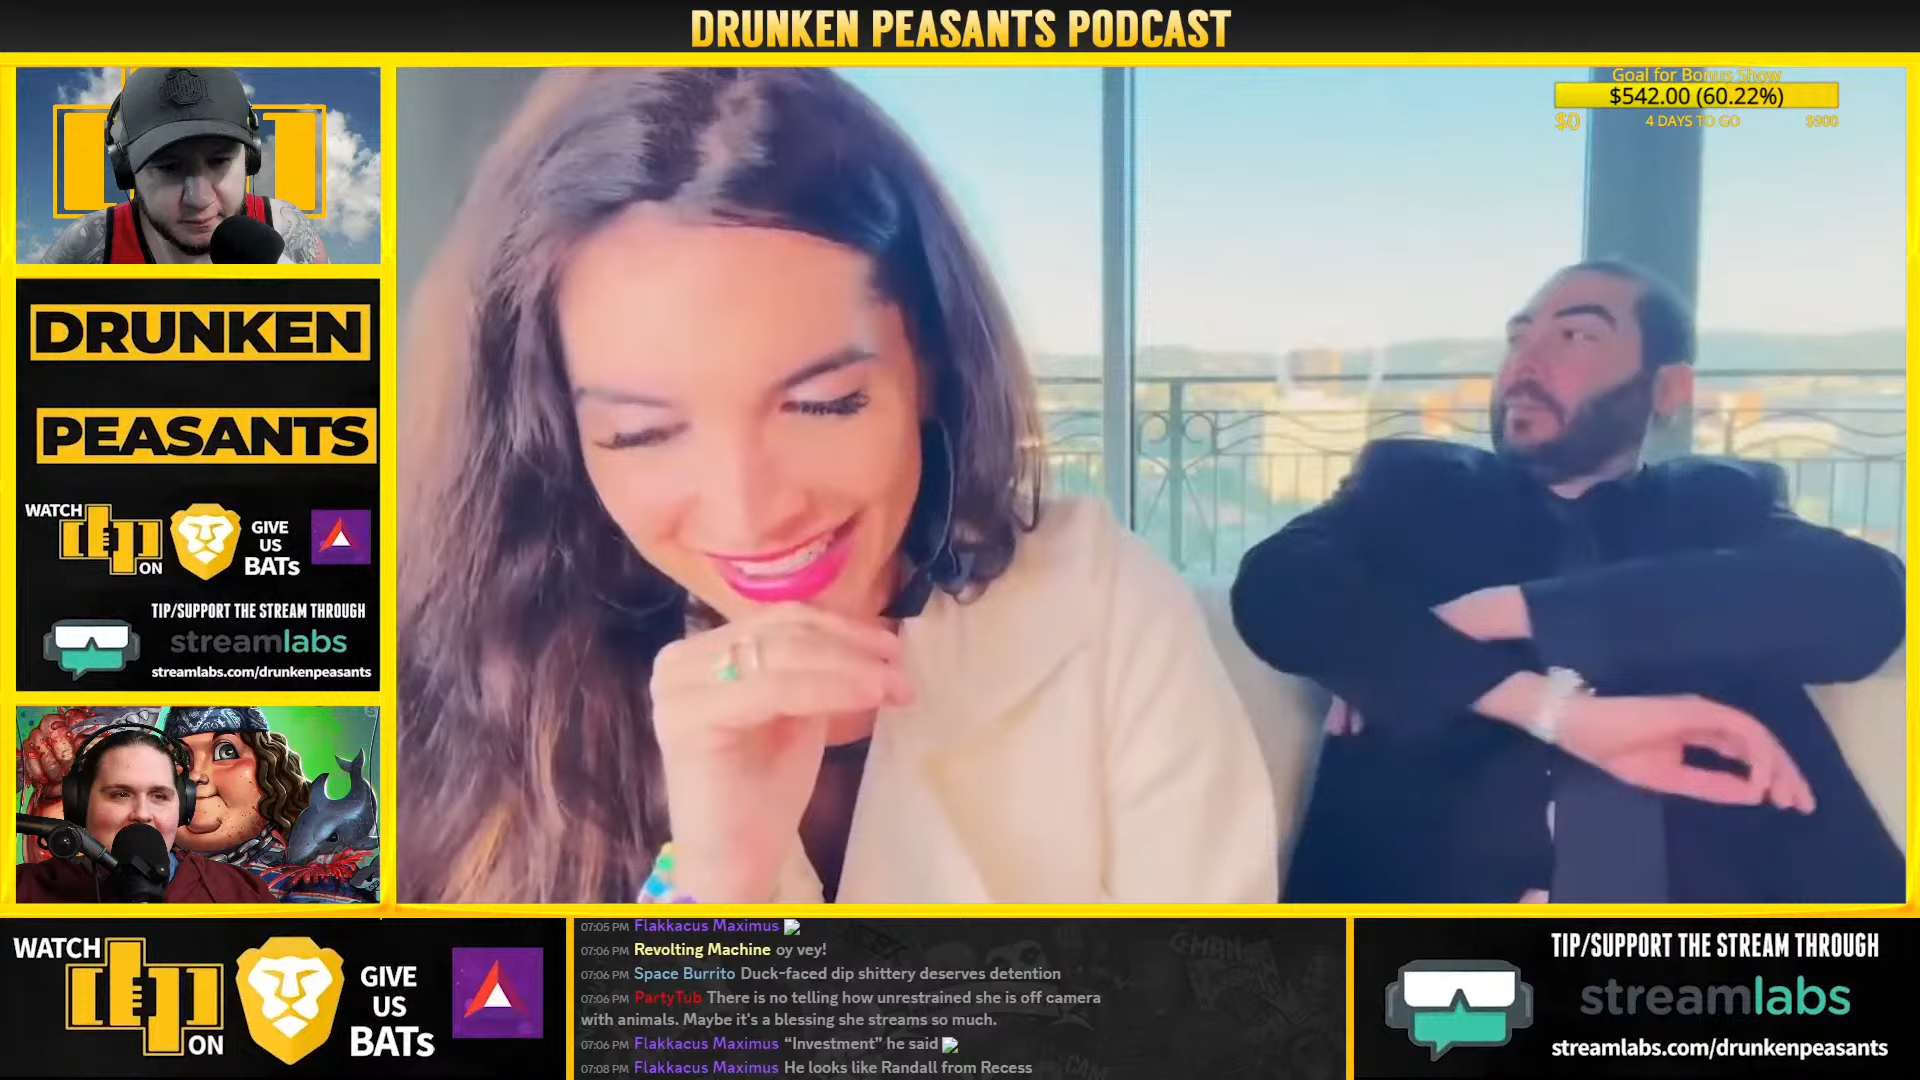 DRUNKEN PEASANTS PODCAST
Goal for Bonus Show
$542.00 (60.22%)
$0
4 DAYS TO GO
$900
DRUNKEN
PEASANTS
WATCH
ON
GIVE
US
BATs
TIP/SUPPORT THE STREAM THROUGH
streamlabs
streamlabs.com/drunkenpeasants
WATCH
ON
GIVE
US
BATs
07:05 PM Flakkacus Maximus
07:06 PM Revolting Machine oy vey!
07:06 PM Space Burrito Duck-faced dip shittery deserves detention
07:06 PM PartyTub There is no telling how unrestrained she is off camera
with animals. Maybe it's a blessing she streams so much.
07:06 PM Flakkacus Maximus “Investment” he said
07:08 PM Flakkacus Maximus He looks like Randall from Recess
TIP/SUPPORT THE STREAM THROUGH
streamlabs
streamlabs.com/drunkenpeasants